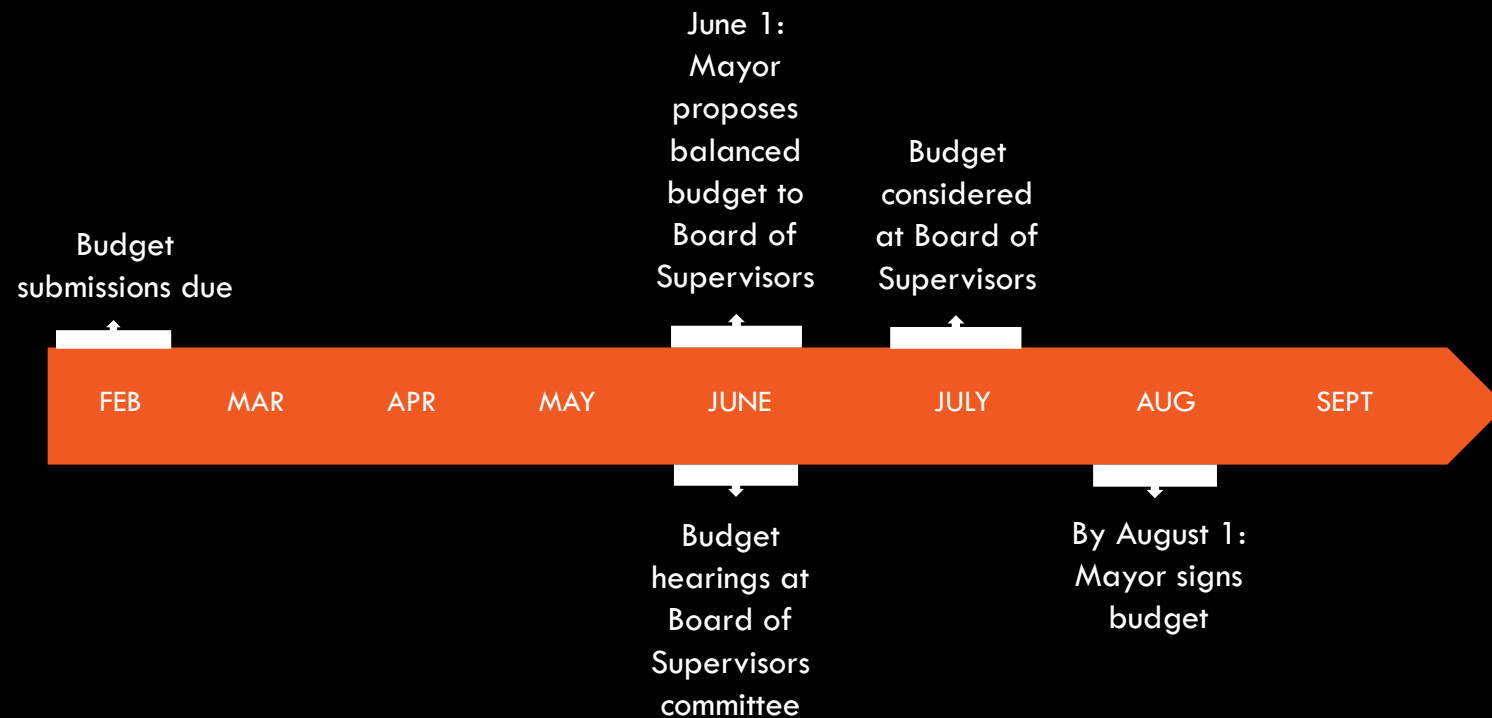 June 1:
Mayor
proposes
balanced
budget to
Board of
Supervisors
Budget
considered
at Board of
Supervisors
Budget
submissions due
FEB MAR APR MAY JUNE JULY AUG SEPT
Budget
hearings at
Board of
Supervisors
committee
By August 1:
Mayor signs
budget